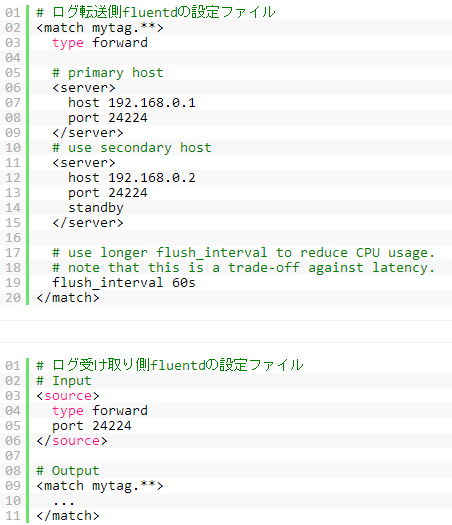 01 # ログ転送側fluentdの設定ファイル
02 <match mytag.**>
03   type forward
04
05   # primary host
06   <server>
07     host 192.168.0.1
08     port 24224
09   </server>
10   # use secondary host
11   <server>
12     host 192.168.0.2
13     port 24224
14     standby
15   </server>
16
17   # use longer flush_interval to reduce CPU usage.
18   # note that this is a trade-off against latency.
19   flush_interval 60s
20 </match>
01 # ログ受け取り側fluentdの設定ファイル
02 # Input
03 <source>
04   type forward
05   port 24224
06 </source>
07
08 # Output
09 <match mytag.**>
10   ...
11 </match>